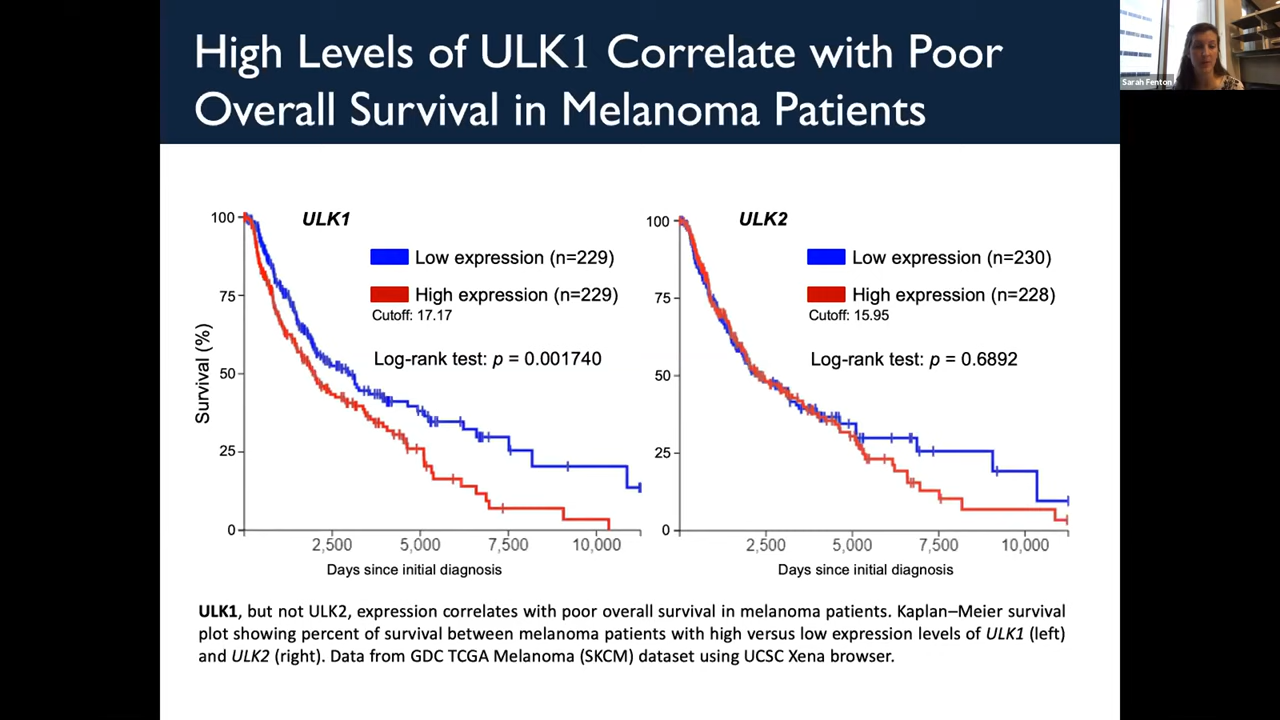 High Levels of ULK1 Correlate with Poor
Overall Survival in Melanoma Patients
Sarah Fenton
ULK1
Low expression (n=229)
High expression (n=229)
Cutoff: 17.17
Log-rank test: p = 0.001740
Survival (%)
100
75
50
25
0
2,500
5,000
7,500
10,000
Days since initial diagnosis
ULK2
Low expression (n=230)
High expression (n=228)
Cutoff: 15.95
Log-rank test: p = 0.6892
100
75
50
25
0
2,500
5,000
7,500
10,000
Days since initial diagnosis
ULK1, but not ULK2, expression correlates with poor overall survival in melanoma patients. Kaplan–Meier survival
plot showing percent of survival between melanoma patients with high versus low expression levels of ULK1 (left)
and ULK2 (right). Data from GDC TCGA Melanoma (SKCM) dataset using UCSC Xena browser.